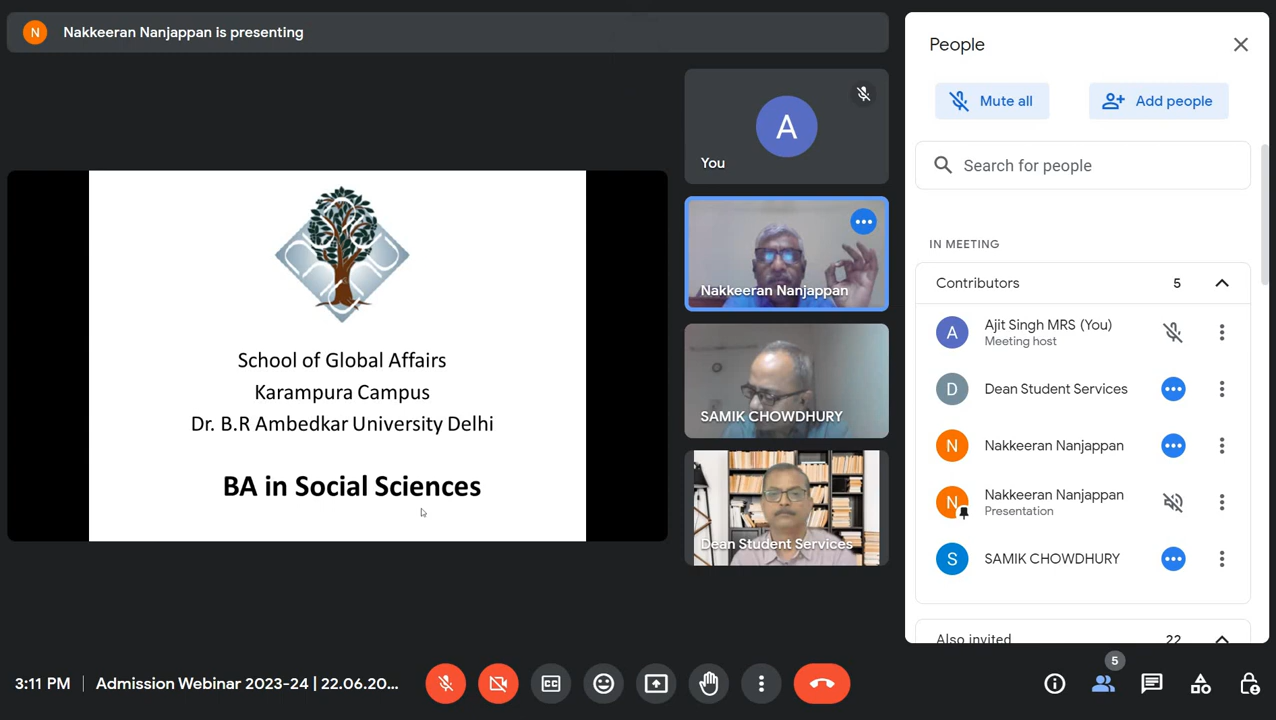 N
Nakkeeran Nanjappan is presenting
School of Global Affairs
Karampura Campus
Dr. B.R Ambedkar University Delhi
BA in Social Sciences
A
You
Nakkeeran Nanjappan
SAMIK CHOWDHURY
Dean Student Services
People
Mute all
Add people
Search for people
IN MEETING
Contributors 5
A
Ajit Singh MRS (You)
Meeting host
D
Dean Student Services
N
Nakkeeran Nanjappan
N
Nakkeeran Nanjappan
Presentation
S
SAMIK CHOWDHURY
Also invited 22
3:11 PM | Admission Webinar 2023-24 | 22.06.20...
CC
5